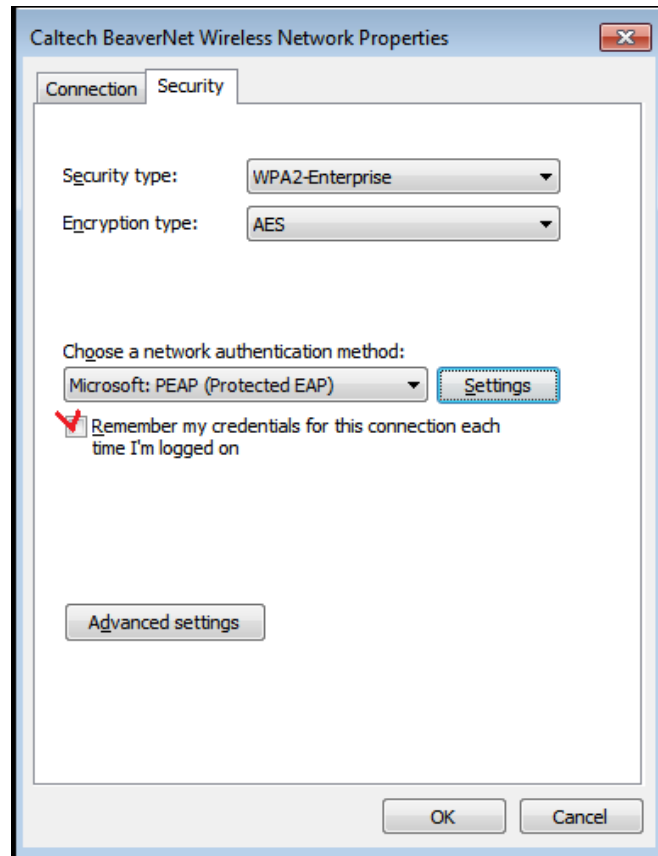 Caltech BeaverNet Wireless Network Properties
Connection Security
Security type: WPA2-Enterprise
Encryption type: AES
Choose a network authentication method:
Microsoft: PEAP (Protected EAP) Settings
Remember my credentials for this connection each
time I'm logged on
Advanced settings
OK Cancel